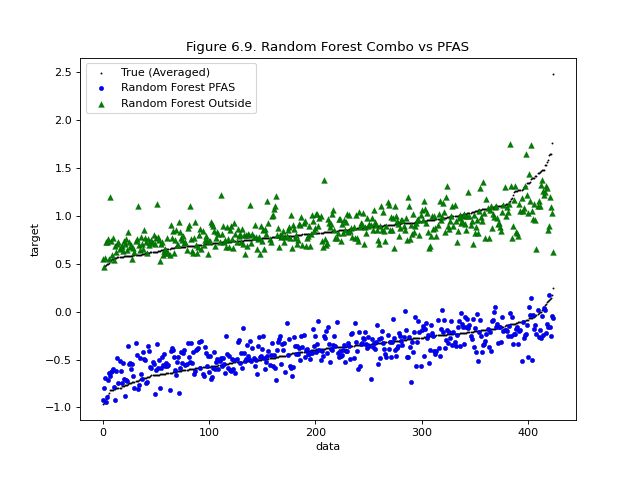 Figure 6.9. Random Forest Combo vs PFAS
True (Averaged)
Random Forest PFAS
Random Forest Outside
target
2.5
2.0
1.5
1.0
0.5
0.0
−0.5
−1.0
0 100 200 300 400
data